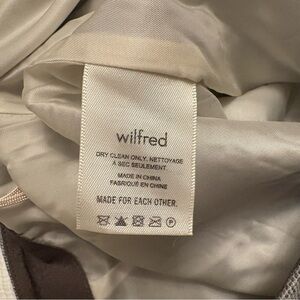 wilfred
DRY CLEAN ONLY. NETTOYAGE
A SEC SEULEMENT
MADE IN CHINA
FABRIQUÉ EN CHINE
MADE FOR EACH OTHER.
P